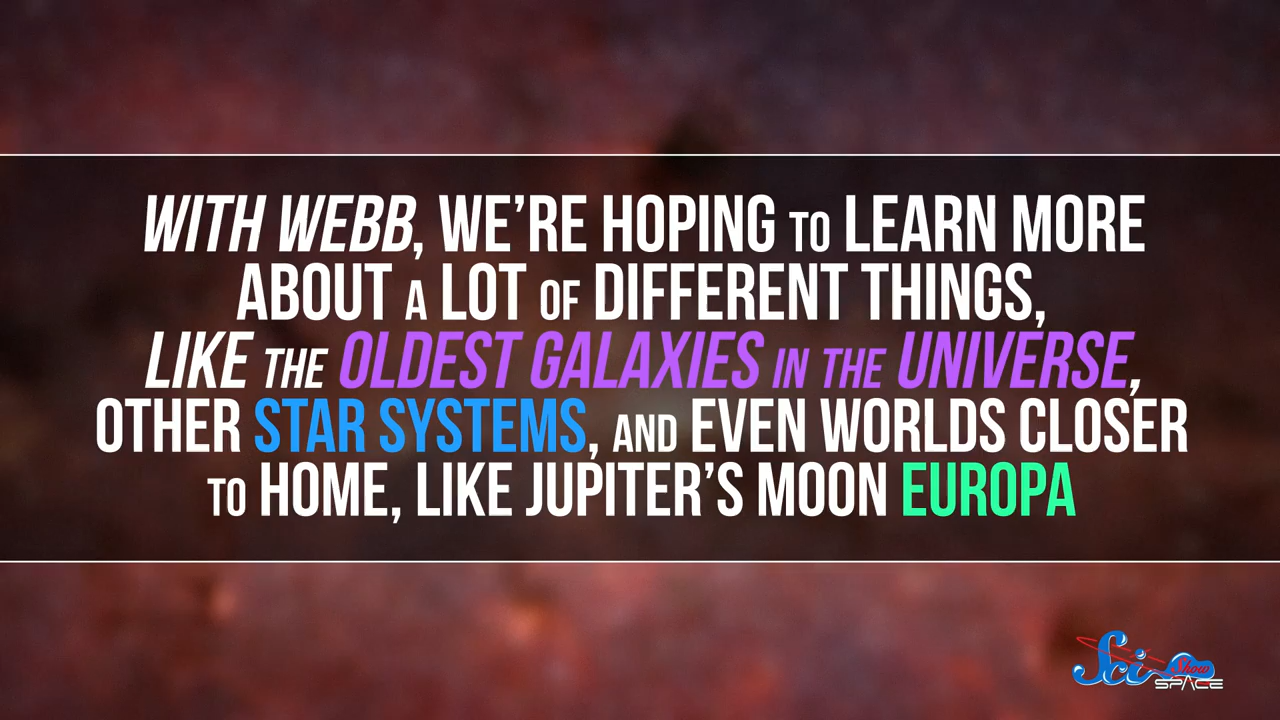 WITH WEBB, WE’RE HOPING TO LEARN MORE
ABOUT A LOT OF DIFFERENT THINGS,
LIKE THE OLDEST GALAXIES IN THE UNIVERSE,
OTHER STAR SYSTEMS, AND EVEN WORLDS CLOSER
TO HOME, LIKE JUPITER’S MOON EUROPA
Sci Show
SPACE